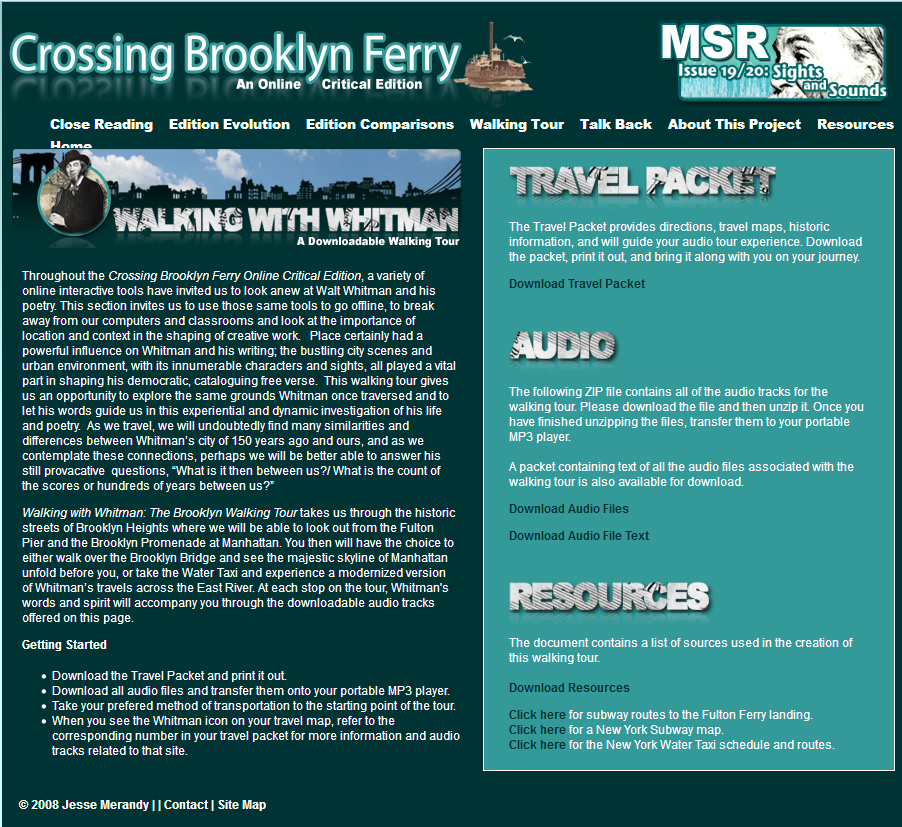 Crossing Brooklyn Ferry
An Online Critical Edition
MSR
Issue 19/20: Sights
and Sounds
Close Reading Edition Evolution Edition Comparisons Walking Tour Talk Back About This Project Resources
Home
WALKING WITH WHITMAN
A Downloadable Walking Tour
Throughout the Crossing Brooklyn Ferry Online Critical Edition, a variety of
online interactive tools have invited us to look anew at Walt Whitman and his
poetry. This section invites us to use those same tools to go offline, to break
away from our computers and classrooms and look at the importance of
location and context in the shaping of creative work. Place certainly had a
powerful influence on Whitman and his writing; the bustling city scenes and
urban environment, with its innumerable characters and sights, all played a vital
part in shaping his democratic, cataloguing free verse. This walking tour gives
us an opportunity to explore the same grounds Whitman once traversed and to
let his words guide us in this experiential and dynamic investigation of his life
and poetry. As we travel, we will undoubtedly find many similarities and
differences between Whitman's city of 150 years ago and ours, and as we
contemplate these connections, perhaps we will be better able to answer his
still provacative questions, “What is it then between us?/ What is the count of
the scores or hundreds of years between us?”
Walking with Whitman: The Brooklyn Walking Tour takes us through the historic
streets of Brooklyn Heights where we will be able to look out from the Fulton
Pier and the Brooklyn Promenade at Manhattan. You then will have the choice to
either walk over the Brooklyn Bridge and see the majestic skyline of Manhattan
unfold before you, or take the Water Taxi and experience a modernized version
of Whitman's travels across the East River. At each stop on the tour, Whitman's
words and spirit will accompany you through the downloadable audio tracks
offered on this page.
Getting Started
• Download the Travel Packet and print it out.
• Download all audio files and transfer them onto your portable MP3 player.
• Take your prefered method of transportation to the starting point of the tour.
• When you see the Whitman icon on your travel map, refer to the
corresponding number in your travel packet for more information and audio
tracks related to that site.
TRAVEL PACKET
The Travel Packet provides directions, travel maps, historic
information, and will guide your audio tour experience. Download
the packet, print it out, and bring it along with you on your journey.
Download Travel Packet
AUDIO
The following ZIP file contains all of the audio tracks for the
walking tour. Please download the file and then unzip it. Once you
have finished unzipping the files, transfer them to your portable
MP3 player.
A packet containing text of all the audio files associated with the
walking tour is also available for download.
Download Audio Files
Download Audio File Text
RESOURCES
The document contains a list of sources used in the creation of
this walking tour.
Download Resources
Click here for subway routes to the Fulton Ferry landing.
Click here for a New York Subway map.
Click here for the New York Water Taxi schedule and routes.
© 2008 Jesse Merandy | | Contact | Site Map